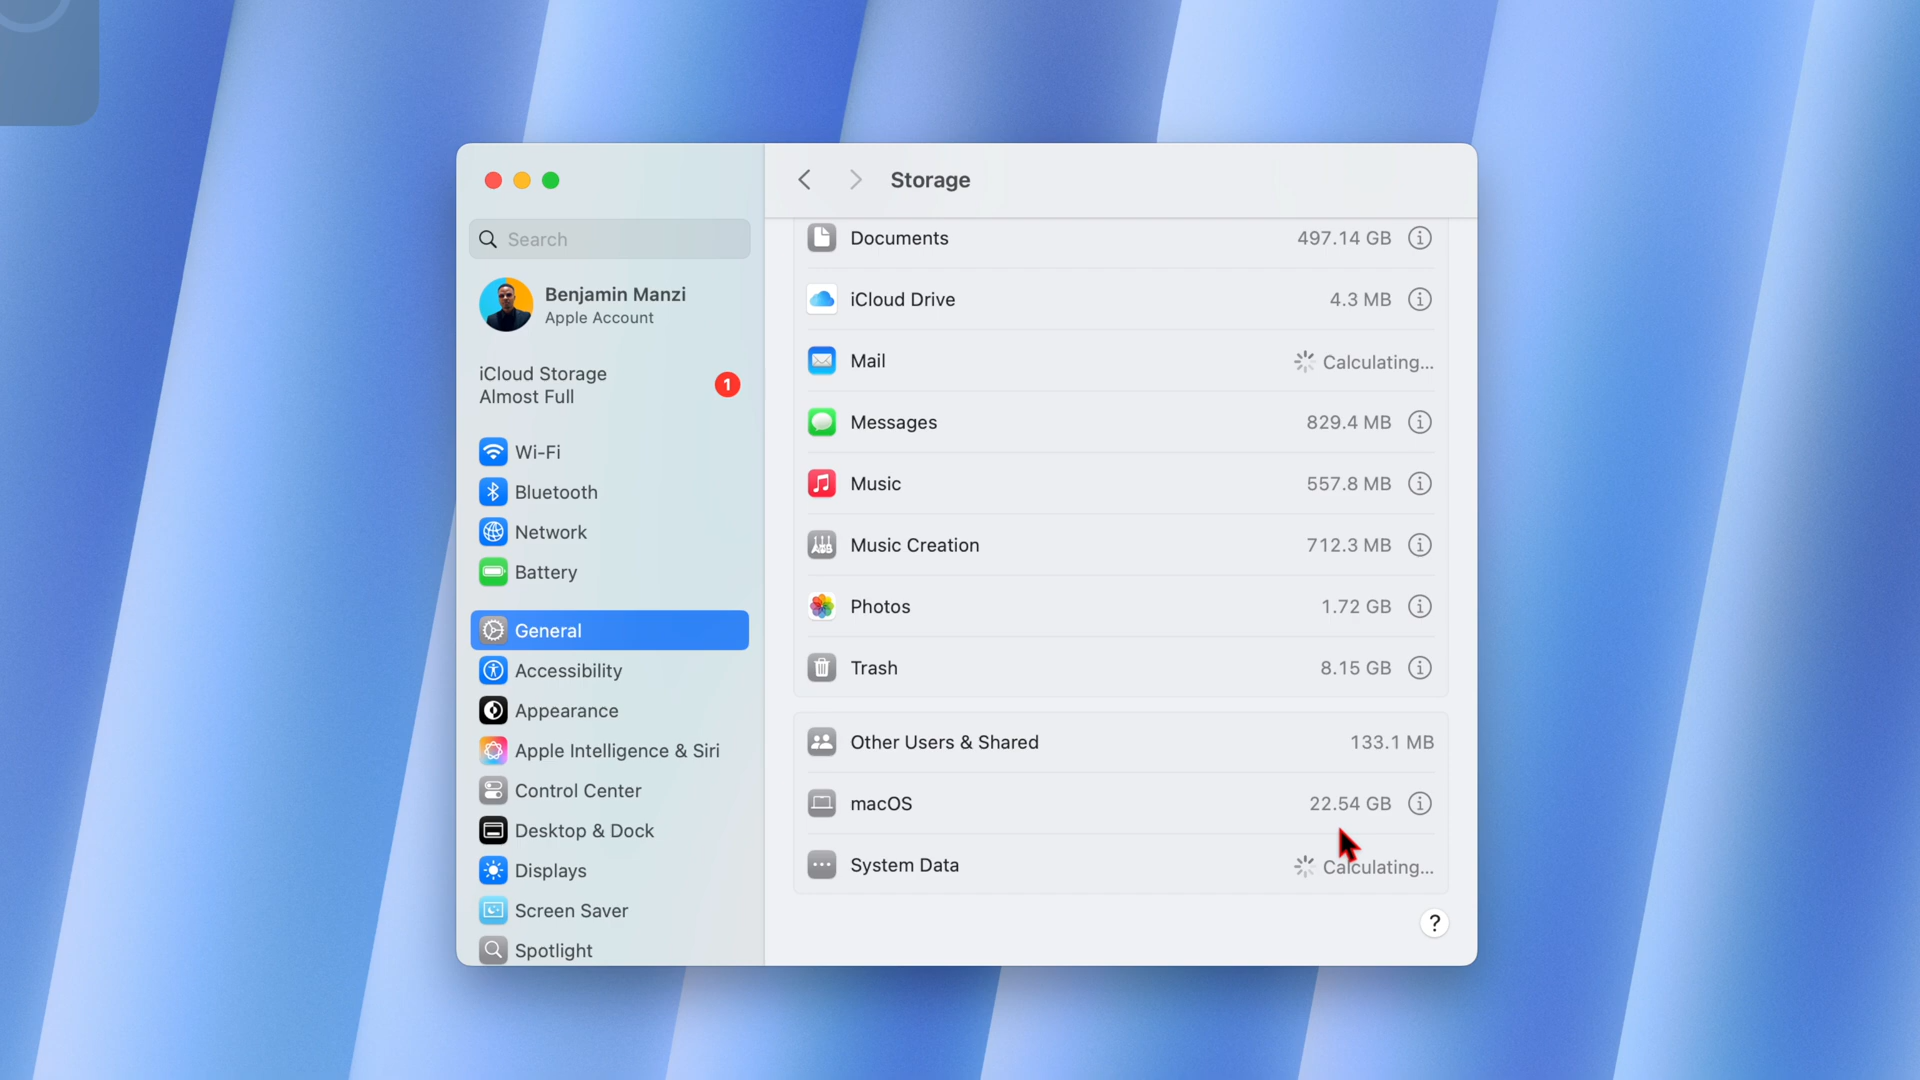 Storage
Search
Benjamin Manzi
Apple Account
iCloud Storage
Almost Full
1
Wi-Fi
Bluetooth
Network
Battery
General
Accessibility
Appearance
Apple Intelligence & Siri
Control Center
Desktop & Dock
Displays
Screen Saver
Spotlight
Documents 497.14 GB
iCloud Drive 4.3 MB
Mail Calculating...
Messages 829.4 MB
Music 557.8 MB
Music Creation 712.3 MB
Photos 1.72 GB
Trash 8.15 GB
Other Users & Shared 133.1 MB
macOS 22.54 GB
System Data Calculating...
?